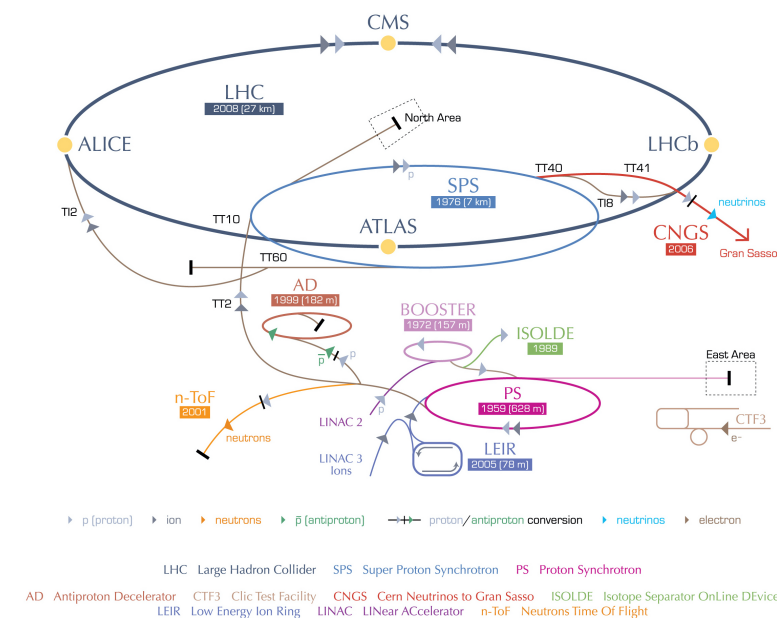 CMS
LHC
2008 (27 km)
North Area
ALICE
LHCb
TT40
TT41
SPS
1976 (7 km)
p
TI8
neutrinos
TI2
TT10
ATLAS
CNGS
2006
Gran Sasso
TT60
AD
1999 (182 m)
TT2
BOOSTER
1972 (157 m)
ISOLDE
1989
p̅
p
East Area
n-ToF
2001
PS
1959 (628 m)
p
LINAC 2
neutrons
CTF3
e-
LINAC 3
Ions
LEIR
2005 (78 m)
p (proton)
ion
neutrons
p̅ (antiproton)
proton/antiproton conversion
neutrinos
electron
LHC Large Hadron Collider SPS Super Proton Synchrotron PS Proton Synchrotron
AD Antiproton Decelerator CTF3 Clic Test Facility CNGS Cern Neutrinos to Gran Sasso ISOLDE Isotope Separator OnLine DEvice
LEIR Low Energy Ion Ring LINAC LINear ACcelerator n-ToF Neutrons Time Of Flight